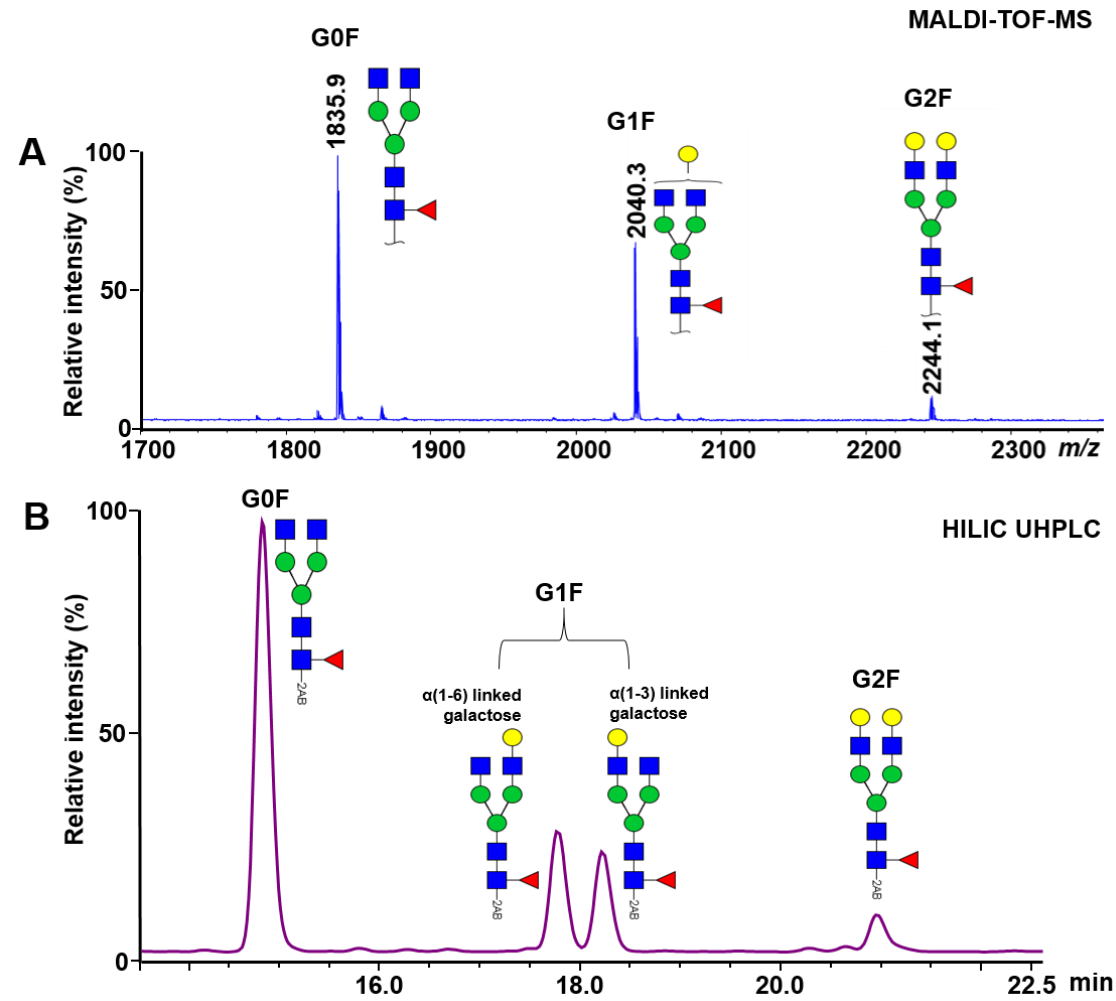 MALDI-TOF-MS
A
G0F
1835.9
G1F
2040.3
G2F
2244.1
Relative intensity (%)
100
50
0
1700 1800 1900 2000 2100 2200 2300 m/z
B
HILIC UHPLC
G0F
2AB
G1F
α(1-6) linked
galactose
2AB
α(1-3) linked
galactose
2AB
G2F
2AB
Relative intensity (%)
100
50
0
16.0 18.0 20.0 22.5 min